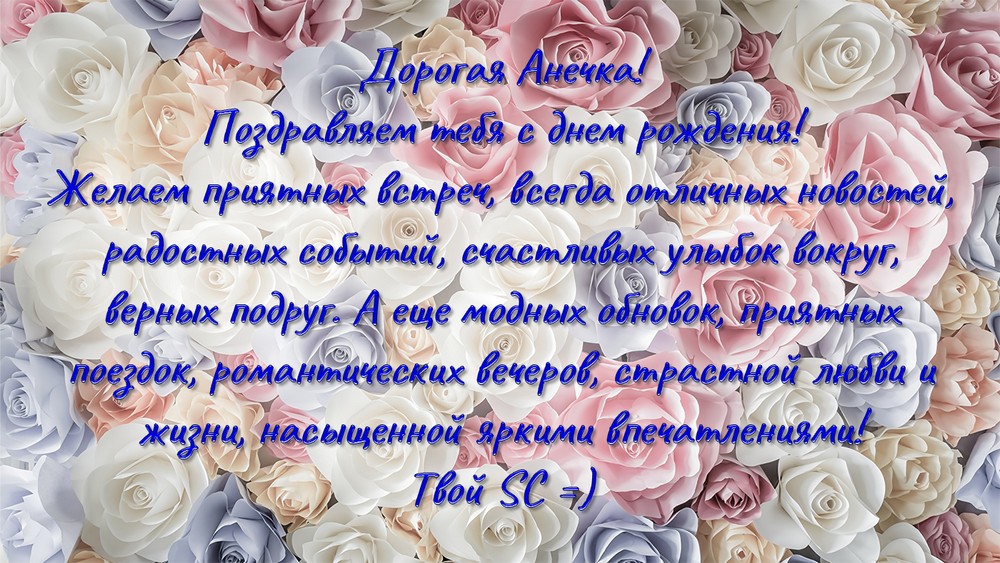 Дорогая Анечка!
Поздравляем тебя с днем рождения!
Желаем приятных встреч, всегда отличных новостей,
радостных событий, счастливых улыбок вокруг,
верных подруг. А еще модных обновок, приятных
поездок, романтических вечеров, страстной любви и
жизни, насыщенной яркими впечатлениями!
Твой SC =)